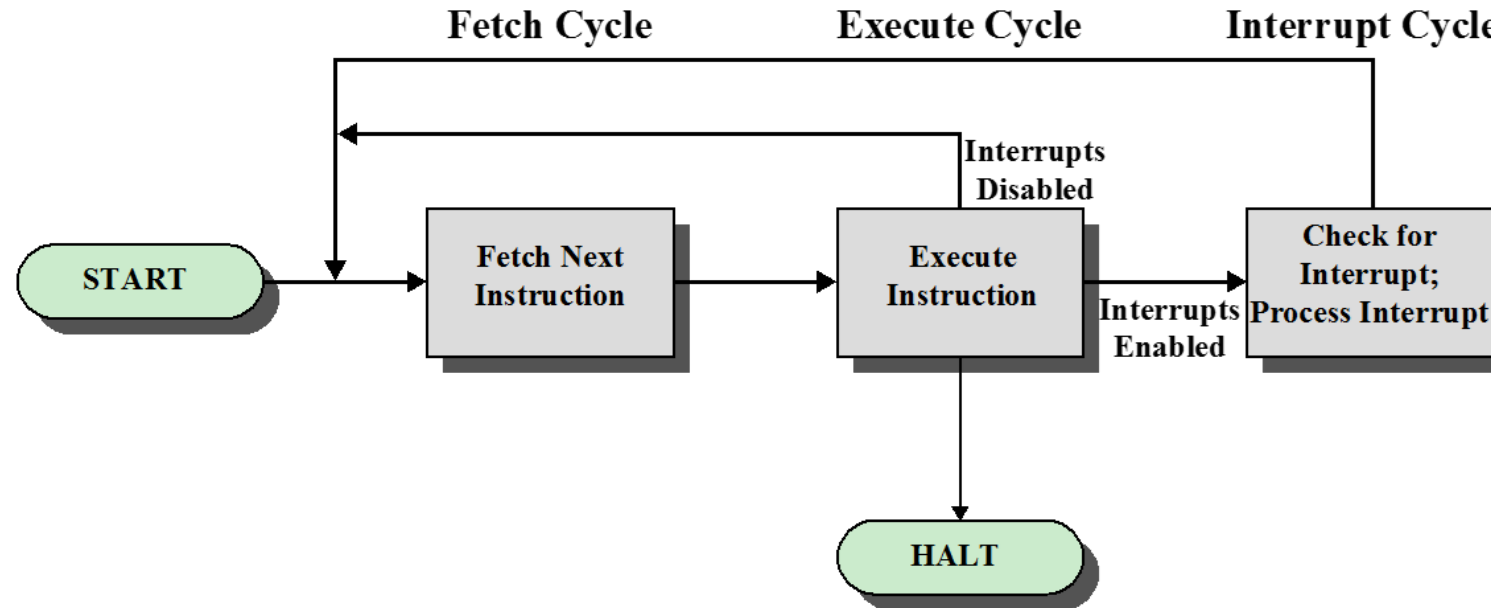 Fetch Cycle
Execute Cycle
Interrupt Cycle
Interrupts
Disabled
START
Fetch Next
Instruction
Execute
Instruction
Interrupts
Enabled
Check for
Interrupt;
Process Interrupt
HALT